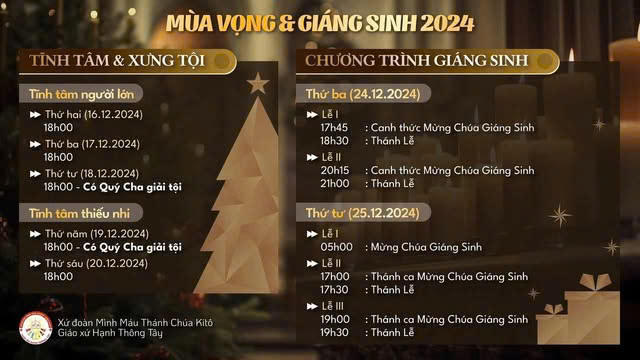 MÙA VỌNG & GIÁNG SINH 2024
TĨNH TÂM & XƯNG TỘI
Tĩnh tâm người lớn
Thứ hai (16.12.2024)
18h00
Thứ ba (17.12.2024)
18h00
Thứ tư (18.12.2024)
18h00 - Có Quý Cha giải tội
Tĩnh tâm thiếu nhi
Thứ năm (19.12.2024)
18h00 - Có Quý Cha giải tội
Thứ sáu (20.12.2024)
18h00
CHƯƠNG TRÌNH GIÁNG SINH
Thứ ba (24.12.2024)
Lễ I
17h45 : Canh thức Mừng Chúa Giáng Sinh
18h30 : Thánh Lễ
Lễ II
20h15 : Canh thức Mừng Chúa Giáng Sinh
21h00 : Thánh Lễ
Thứ tư (25.12.2024)
Lễ I
05h00 : Mừng Chúa Giáng Sinh
Lễ II
17h00 : Thánh ca Mừng Chúa Giáng Sinh
17h30 : Thánh Lễ
Lễ III
19h00 : Thánh ca Mừng Chúa Giáng Sinh
19h30 : Thánh Lễ
Xứ đoàn Mình Máu Thánh Chúa Kitô
Giáo xứ Hạnh Thông Tây